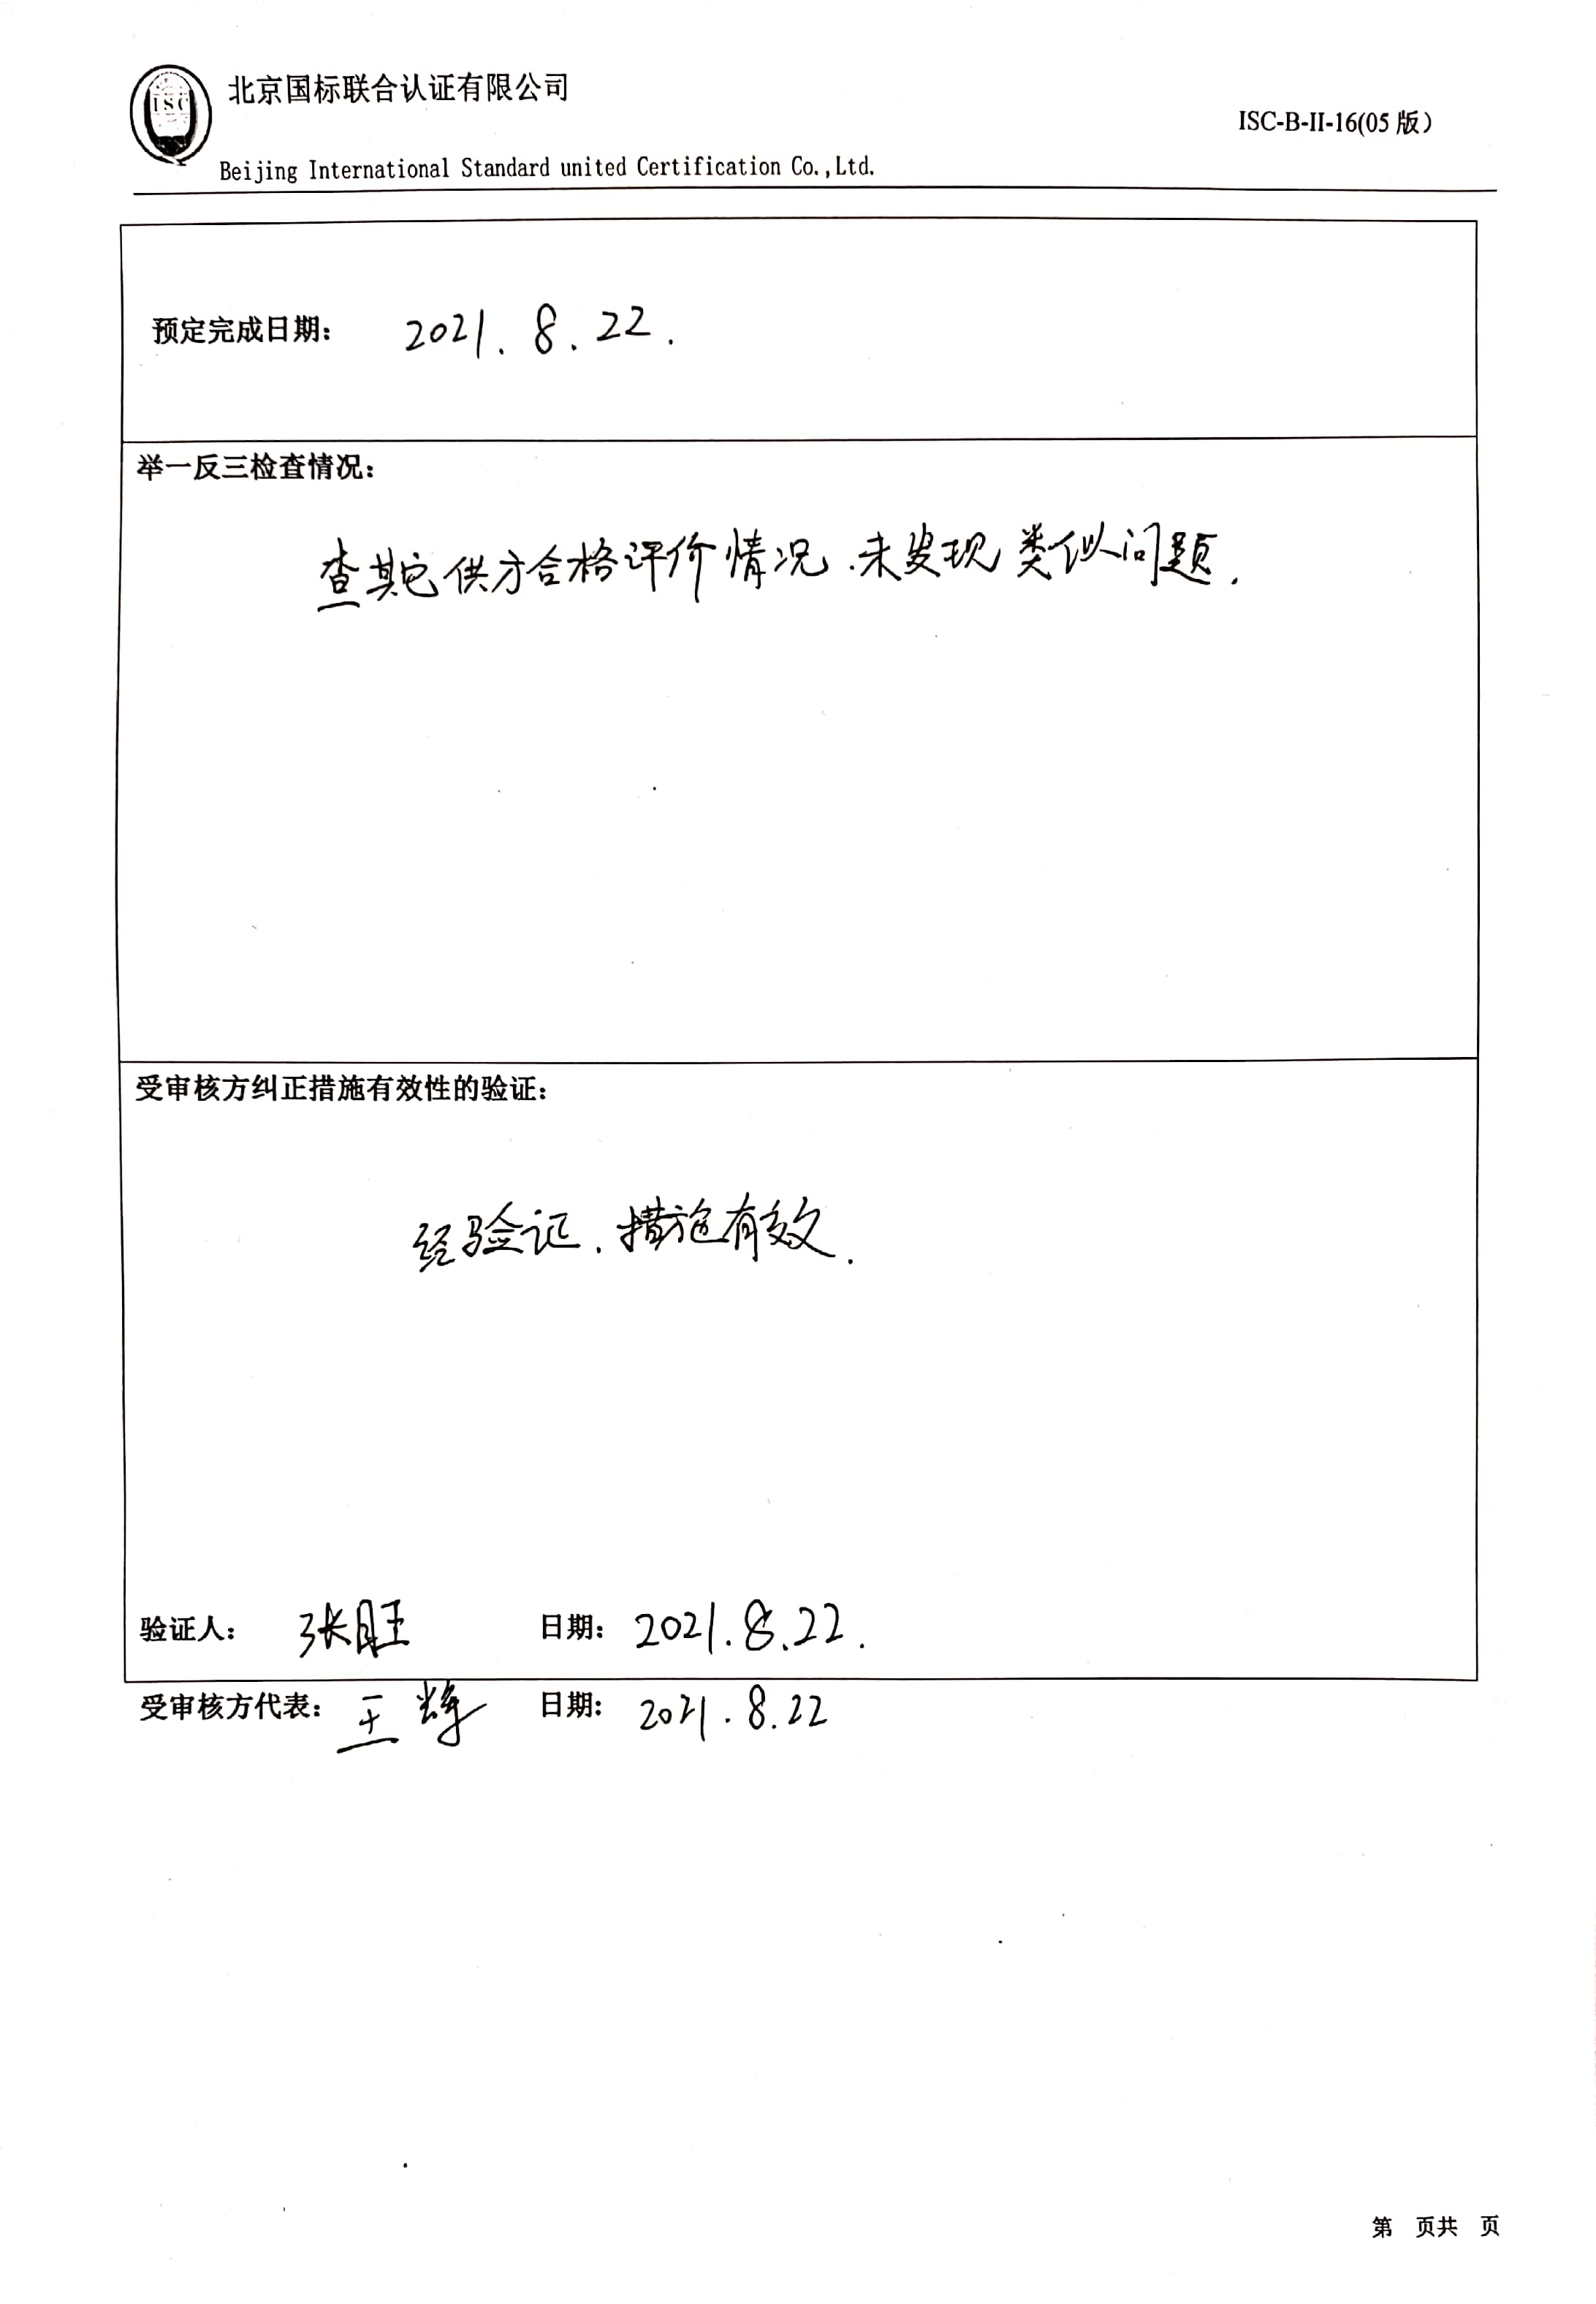 ISC
北京国标联合认证有限公司
ISC-B-II-16(05 版）
Beijing International Standard united Certification Co.,Ltd.
预定完成日期： 2021.8.22.
举一反三检查情况：
查其它供方合格评价情况.未发现类似问题.
受审核方纠正措施有效性的验证：
经验证.措施有效.
验证人： 张旺 日期： 2021.8.22.
受审核方代表： 王辉 日期： 2021.8.22
第 页共 页